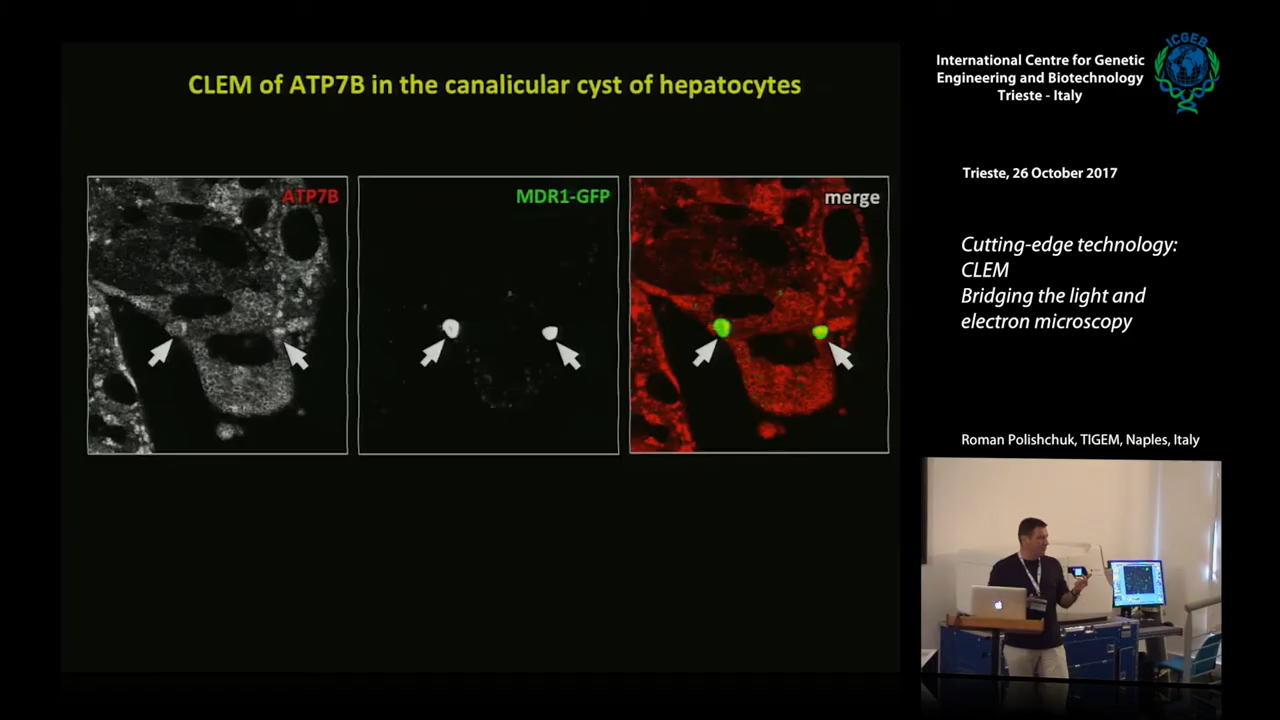 CLEM of ATP7B in the canalicular cyst of hepatocytes
ATP7B
MDR1-GFP
merge
International Centre for Genetic
Engineering and Biotechnology
Trieste - Italy
ICGEB
Trieste, 26 October 2017
Cutting-edge technology:
CLEM
Bridging the light and
electron microscopy
Roman Polishchuk, TIGEM, Naples, Italy